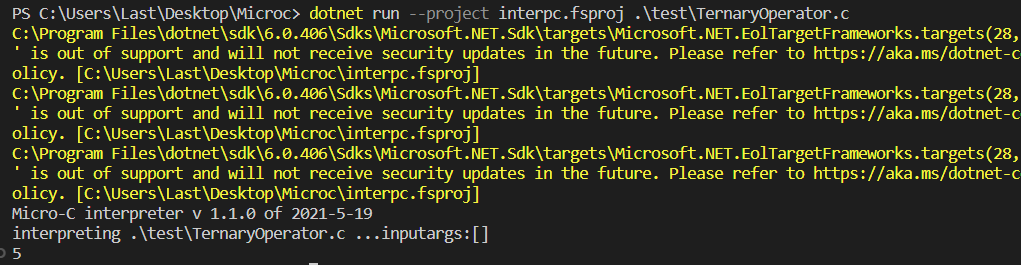 PS C:\Users\Last\Desktop\Microc> dotnet run --project interpc.fsproj .\test\TernaryOperator.c
C:\Program Files\dotnet\sdk\6.0.406\Sdks\Microsoft.NET.Sdk\targets\Microsoft.NET.EolTargetFrameworks.targets(28,
' is out of support and will not receive security updates in the future. Please refer to https://aka.ms/dotnet-c
olicy. [C:\Users\Last\Desktop\Microc\interpc.fsproj]
C:\Program Files\dotnet\sdk\6.0.406\Sdks\Microsoft.NET.Sdk\targets\Microsoft.NET.EolTargetFrameworks.targets(28,
' is out of support and will not receive security updates in the future. Please refer to https://aka.ms/dotnet-c
olicy. [C:\Users\Last\Desktop\Microc\interpc.fsproj]
C:\Program Files\dotnet\sdk\6.0.406\Sdks\Microsoft.NET.Sdk\targets\Microsoft.NET.EolTargetFrameworks.targets(28,
' is out of support and will not receive security updates in the future. Please refer to https://aka.ms/dotnet-c
olicy. [C:\Users\Last\Desktop\Microc\interpc.fsproj]
Micro-C interpreter v 1.1.0 of 2021-5-19
interpreting .\test\TernaryOperator.c ...inputargs:[]
5